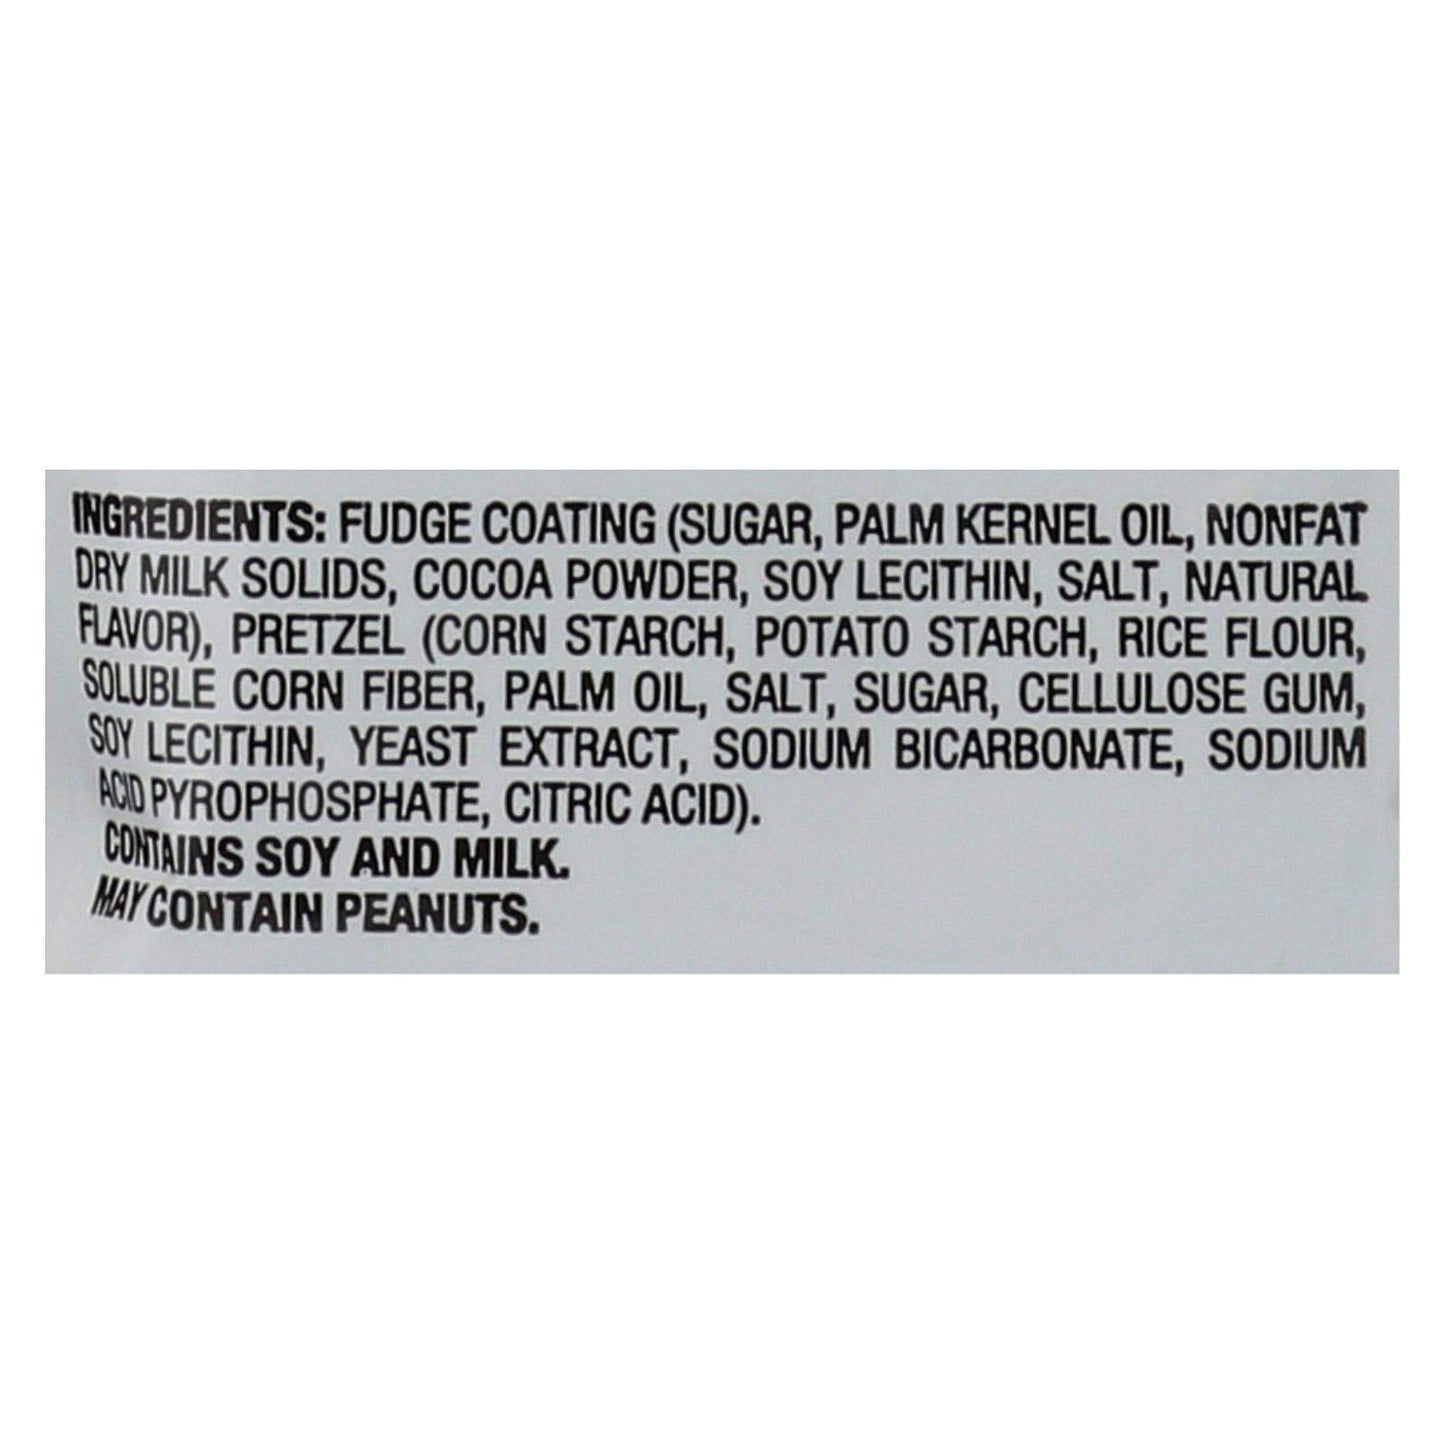 INGREDIENTS: FUDGE COATING (SUGAR, PALM KERNEL OIL, NONFAT
DRY MILK SOLIDS, COCOA POWDER, SOY LECITHIN, SALT, NATURAL
FLAVOR), PRETZEL (CORN STARCH, POTATO STARCH, RICE FLOUR,
SOLUBLE CORN FIBER, PALM OIL, SALT, SUGAR, CELLULOSE GUM,
SOY LECITHIN, YEAST EXTRACT, SODIUM BICARBONATE, SODIUM
ACID PYROPHOSPHATE, CITRIC ACID).
CONTAINS SOY AND MILK.
MAY CONTAIN PEANUTS.